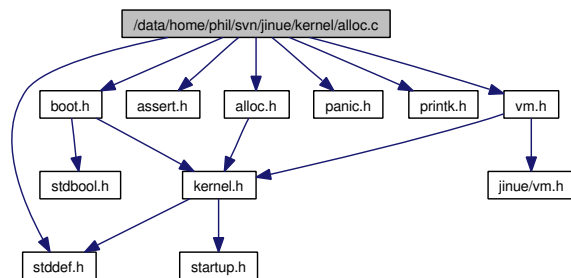 /data/home/phil/svn/jinue/kernel/alloc.c
boot.h assert.h alloc.h panic.h printk.h vm.h
stdbool.h kernel.h jinue/vm.h
stddef.h startup.h